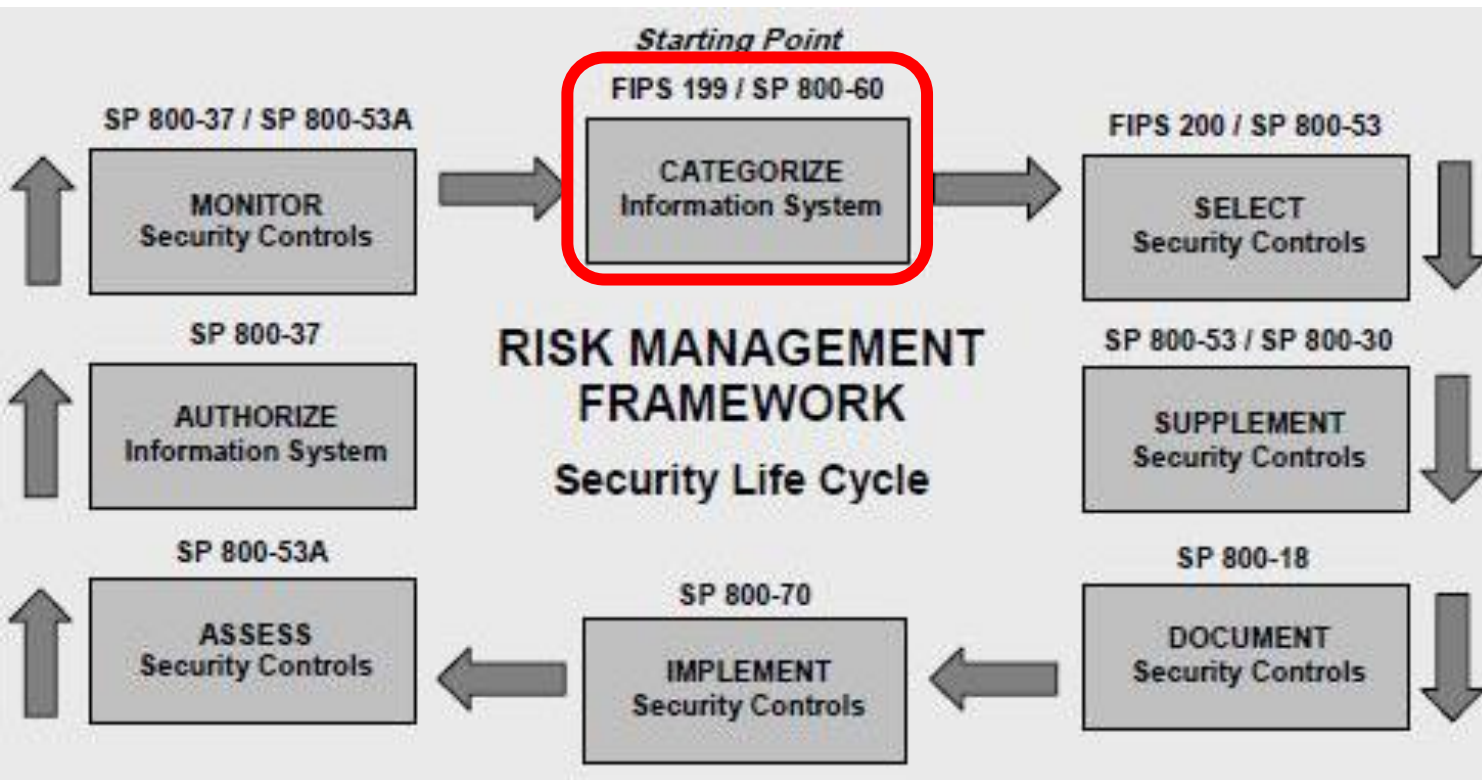 Starting Point
FIPS 199 / SP 800-60
CATEGORIZE
Information System
SP 800-37 / SP 800-53A
MONITOR
Security Controls
FIPS 200 / SP 800-53
SELECT
Security Controls
RISK MANAGEMENT
FRAMEWORK
Security Life Cycle
SP 800-37
AUTHORIZE
Information System
SP 800-53 / SP 800-30
SUPPLEMENT
Security Controls
SP 800-53A
ASSESS
Security Controls
SP 800-70
IMPLEMENT
Security Controls
SP 800-18
DOCUMENT
Security Controls